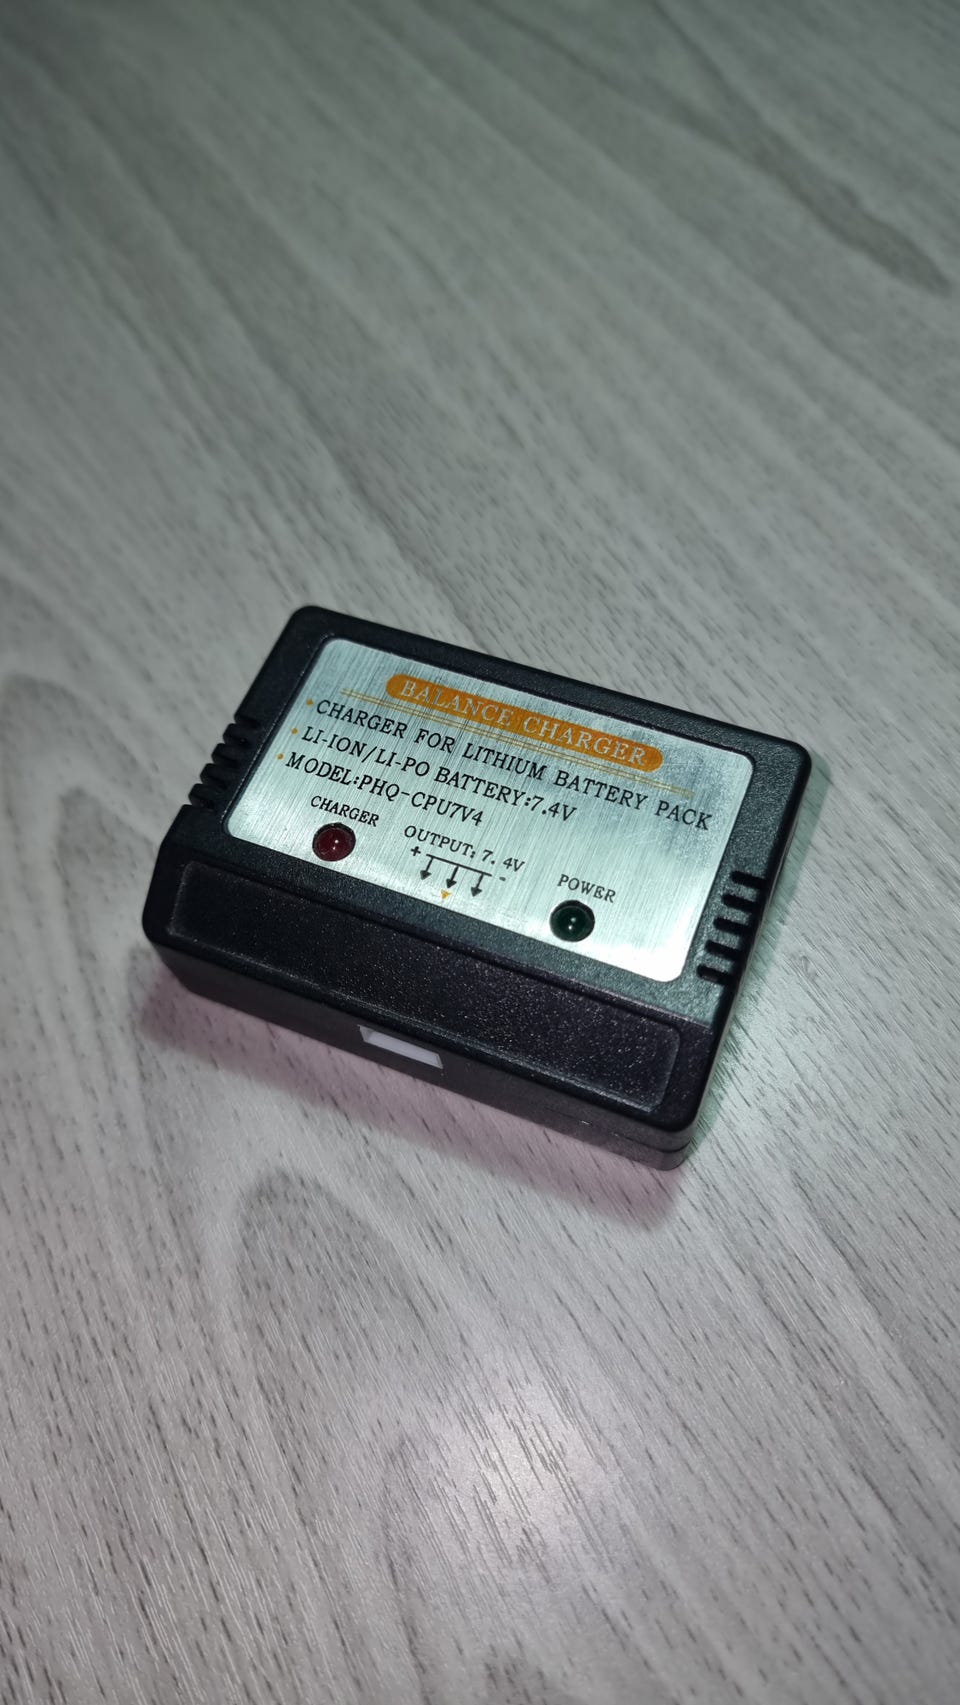 BALANCE CHARGER
CHARGER FOR LITHIUM BATTERY PACK
LI-ION/LI-PO BATTERY:7.4V
MODEL:PHQ-CPU7V4
CHARGER
OUTPUT: 7.4V
+ -
POWER